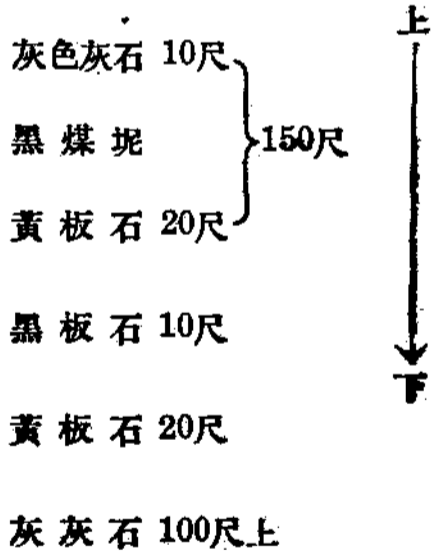 上
灰色灰石 10尺
黑煤坭
150尺
黃板石 20尺
黑板石 10尺
下
黃板石 20尺
灰灰石 100尺上